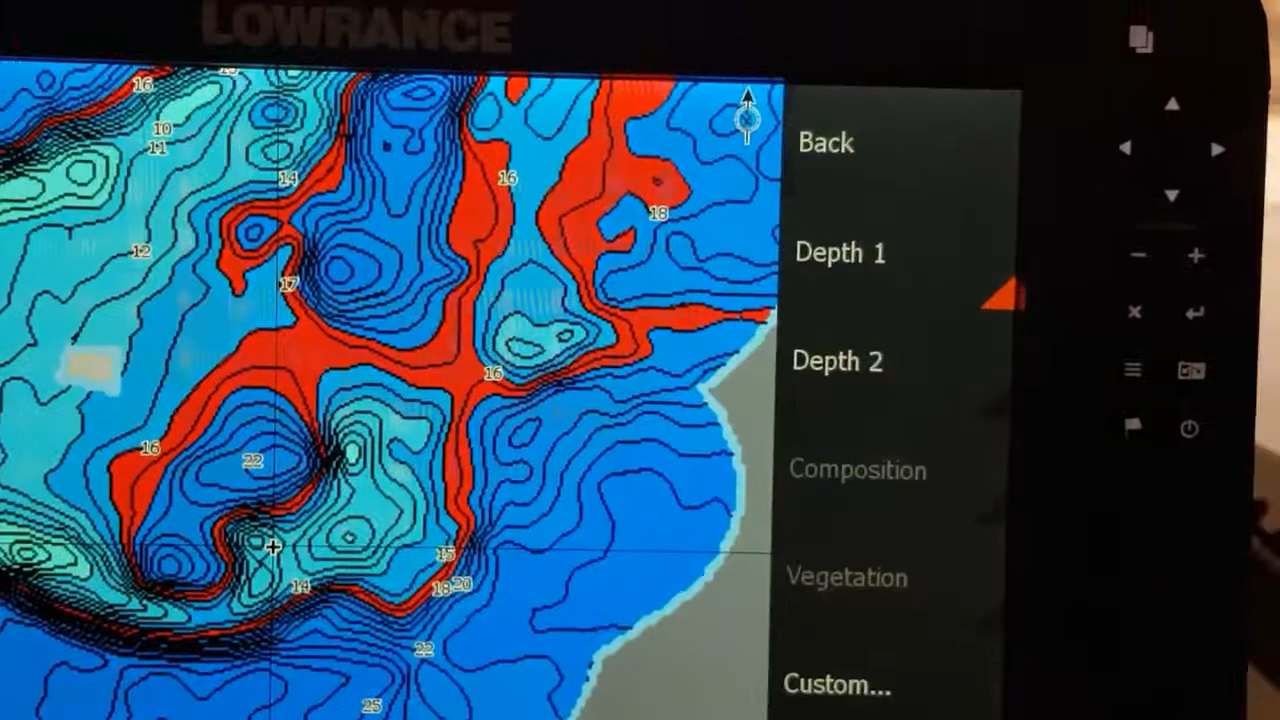 LOWRANCE
16
10
11
14
16
18
12
17
16
16
22
15
14
18 20
22
25
Back
Depth 1
Depth 2
Composition
Vegetation
Custom...